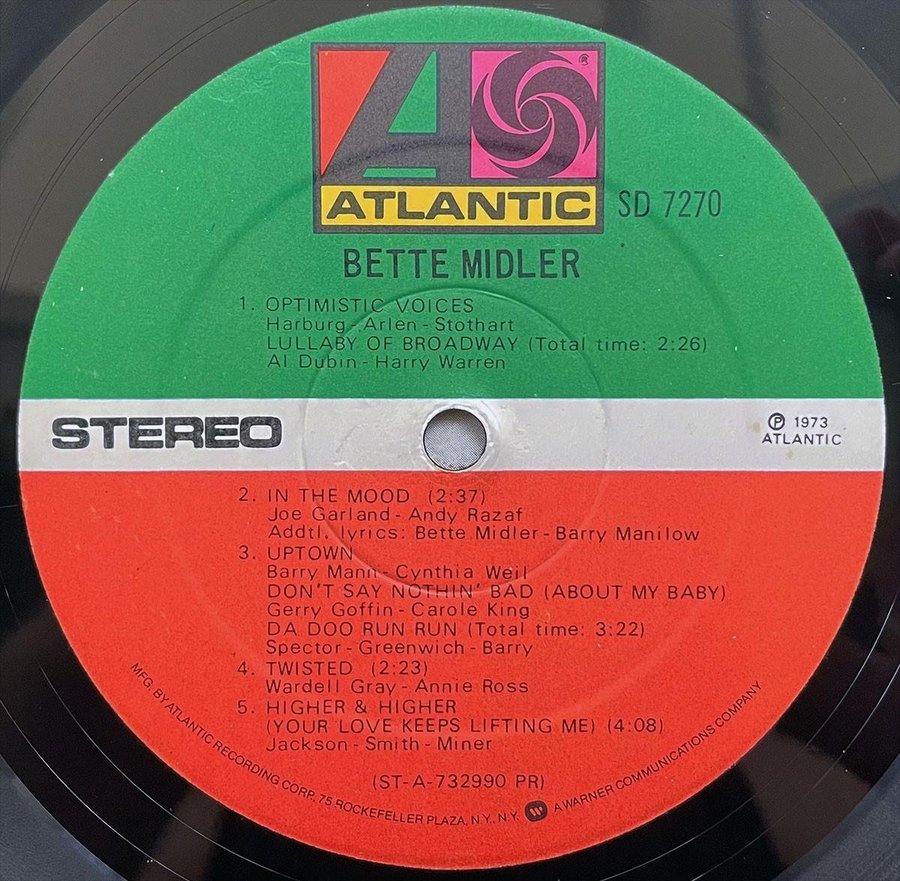 ATLANTIC
®
SD 7270
BETTE MIDLER
1. OPTIMISTIC VOICES
Harburg - Arlen - Stothart
LULLABY OF BROADWAY (Total time: 2:26)
Al Dubin - Harry Warren
STEREO
℗ 1973
ATLANTIC
2. IN THE MOOD (2:37)
Joe Garland - Andy Razaf
Addtl. lyrics: Bette Midler - Barry Manilow
3. UPTOWN
Barry Mann - Cynthia Weil
DON'T SAY NOTHIN' BAD (ABOUT MY BABY)
Gerry Goffin - Carole King
DA DOO RUN RUN (Total time: 3:22)
Spector - Greenwich - Barry
4. TWISTED (2:23)
Wardell Gray - Annie Ross
5. HIGHER & HIGHER
(YOUR LOVE KEEPS LIFTING ME) (4:08)
Jackson - Smith - Miner
(ST-A-732990 PR)
MFG. BY ATLANTIC RECORDING CORP. 75 ROCKEFELLER PLAZA, N.Y. N.Y. A WARNER COMMUNICATIONS COMPANY